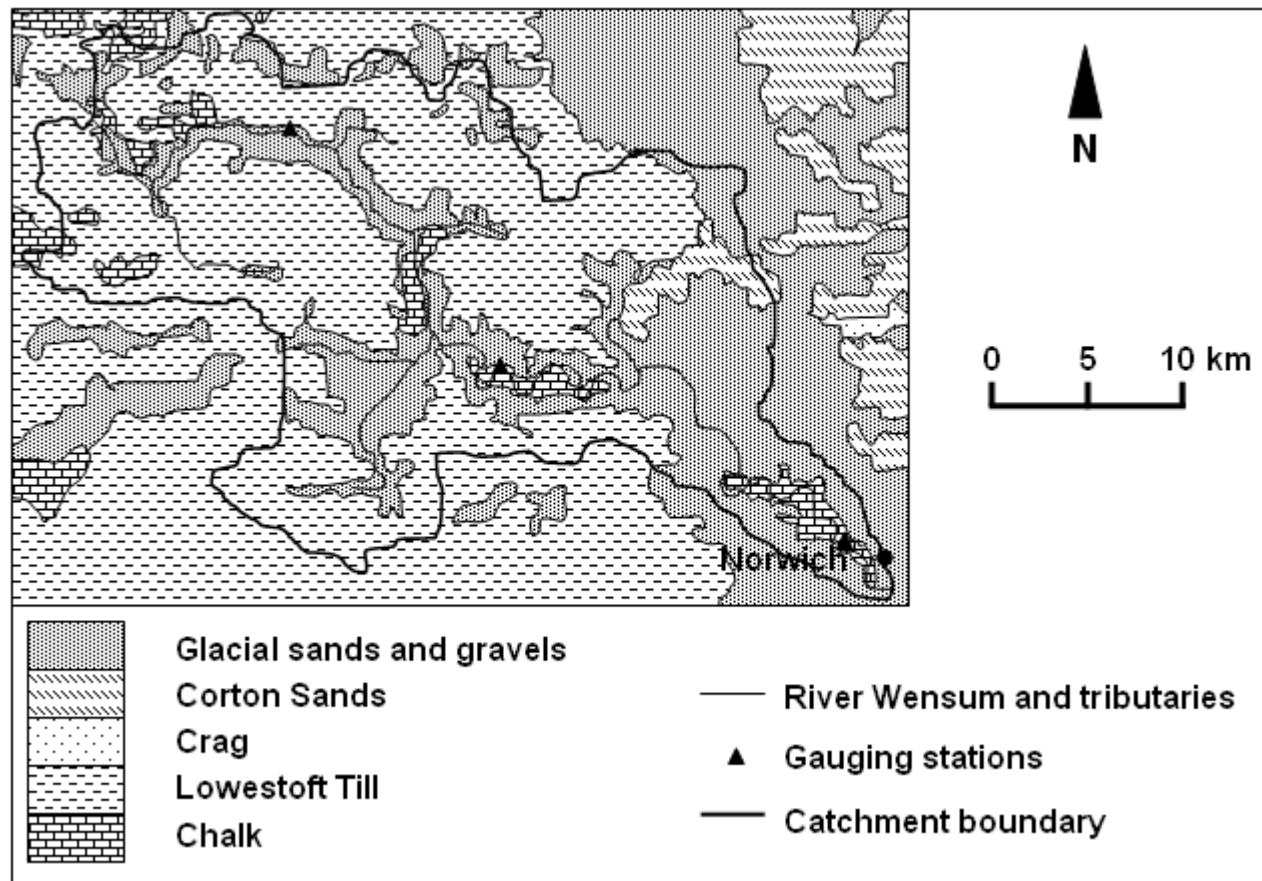 N
0 5 10 km
Norwich
Glacial sands and gravels
Corton Sands
Crag
Lowestoft Till
Chalk
River Wensum and tributaries
Gauging stations
Catchment boundary